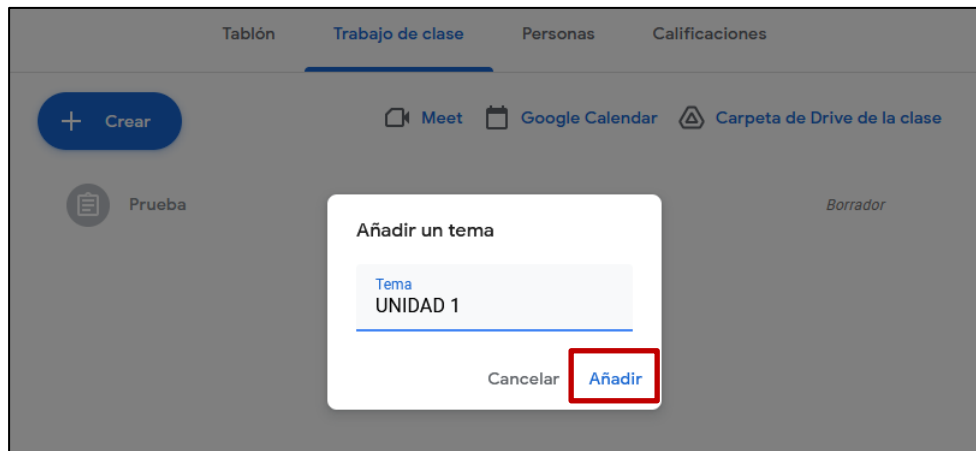 Tablón Trabajo de clase Personas Calificaciones
Crear Meet Google Calendar Carpeta de Drive de la clase
Prueba Borrador
Añadir un tema
Tema
UNIDAD 1
Cancelar Añadir